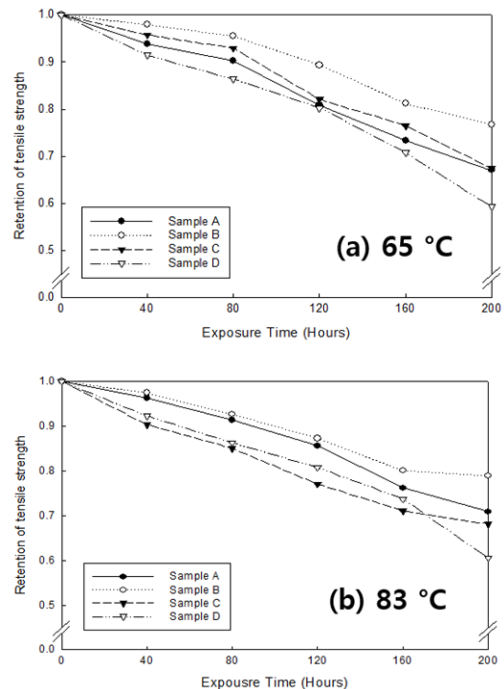 1.0
0.9
0.8
0.7
0.6
0.5
0.0
Retention of tensile strength
Sample A
Sample B
Sample C
Sample D
(a) 65 °C
0 40 80 120 160 200
Exposure Time (Hours)
1.0
0.9
0.8
0.7
0.6
0.5
0.0
Retention of tensile strength
Sample A
Sample B
Sample C
Sample D
(b) 83 °C
0 40 80 120 160 200
Expousre Time (Hours)